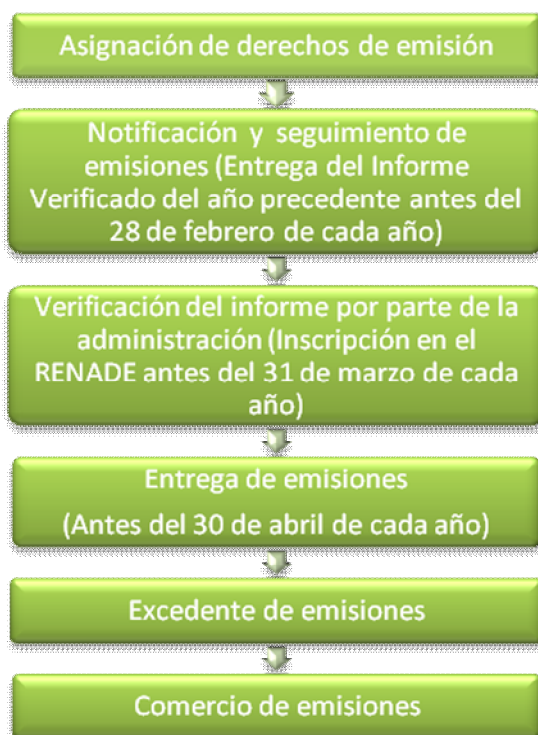 Asignación de derechos de emisión
Notificación y seguimiento de
emisiones (Entrega del Informe
Verificado del año precedente antes del
28 de febrero de cada año)
Verificación del informe por parte de la
administración (Inscripción en el
RENADE antes del 31 de marzo de cada
año)
Entrega de emisiones
(Antes del 30 de abril de cada año)
Excedente de emisiones
Comercio de emisiones